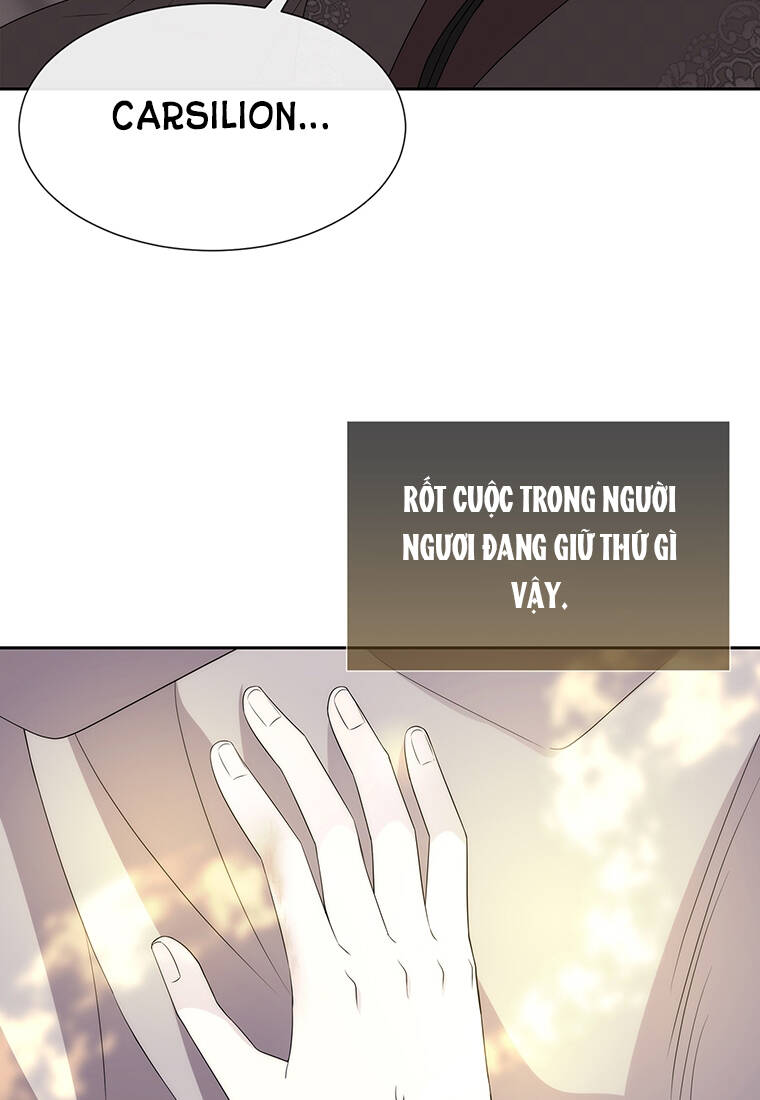 CARSILION...
RỐT CUỘC TRONG NGƯỜI
NGƯƠI ĐANG GIỮ THỨ GÌ
VẬY.